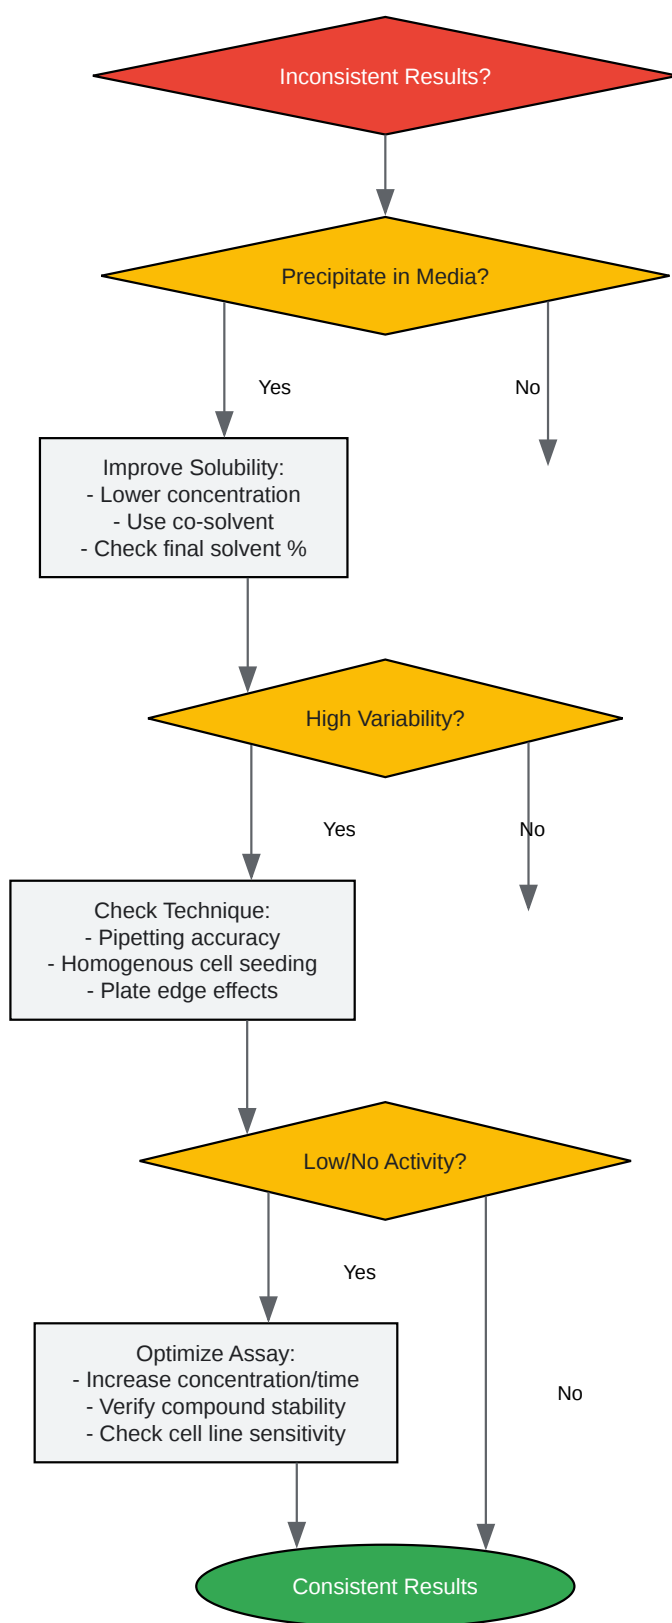 Inconsistent Results?
Precipitate in Media?
Yes
No
Improve Solubility:
- Lower concentration
- Use co-solvent
- Check final solvent %
High Variability?
Yes
No
Check Technique:
- Pipetting accuracy
- Homogenous cell seeding
- Plate edge effects
Low/No Activity?
Yes
Optimize Assay:
- Increase concentration/time
- Verify compound stability
- Check cell line sensitivity
No
Consistent Results